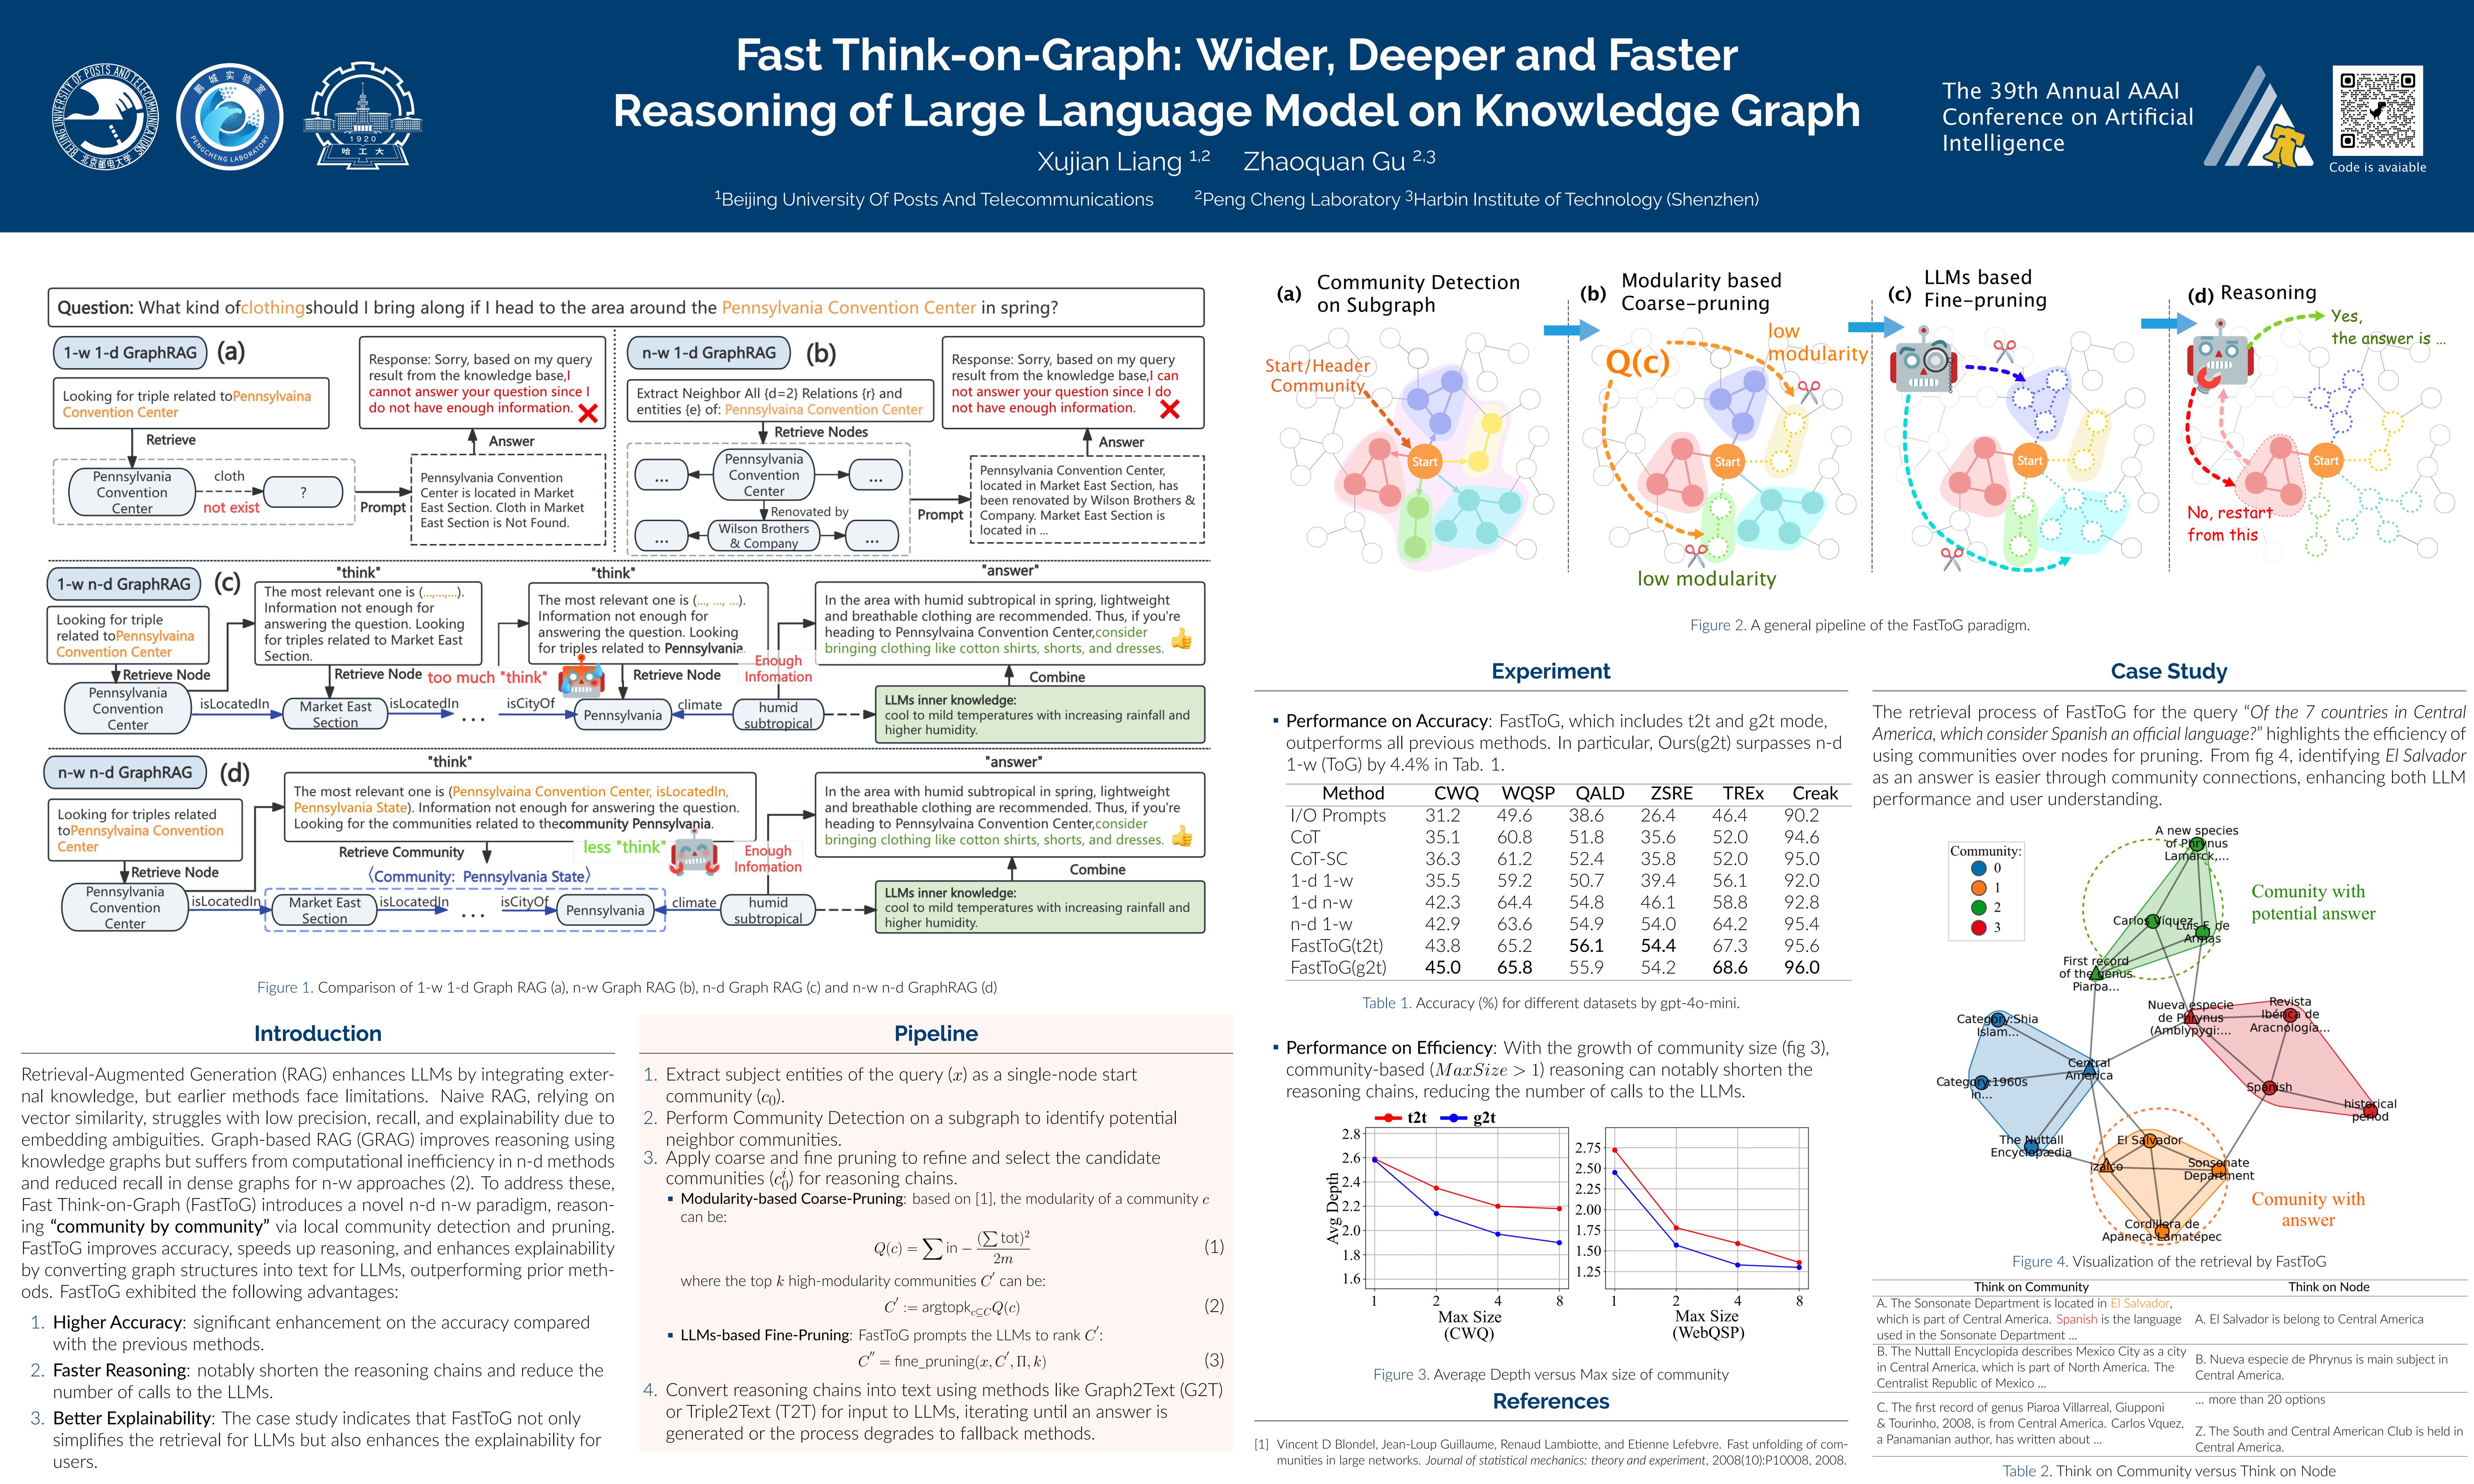 Fast Think-on-Graph: Wider, Deeper and Faster
Reasoning of Large Language Model on Knowledge Graph
Xujian Liang 1,2 Zhaoquan Gu 2,3
1Beijing University Of Posts And Telecommunications 2Peng Cheng Laboratory 3Harbin Institute of Technology (Shenzhen)
BEIJING UNIVERSITY OF POSTS AND TELECOMMUNICATIONS
北京邮电大学
鹏城实验室
PENGCHENG LABORATORY
1920
哈工大
The 39th Annual AAAI
Conference on Artificial
Intelligence
Code is avaiable
Question: What kind ofclothingshould I bring along if I head to the area around the Pennsylvania Convention Center in spring?
1-w 1-d GraphRAG (a)
Looking for triple related toPennsylvaina
Convention Center
Retrieve
Pennsylvania
Convention
Center
cloth
not exist
?
Prompt
Pennsylvania Convention
Center is located in Market
East Section. Cloth in Market
East Section is Not Found.
Answer
Response: Sorry, based on my query
result from the knowledge base,I
cannot answer your question since I
do not have enough information.
n-w 1-d GraphRAG (b)
Extract Neighbor All {d=2} Relations {r} and
entities {e} of: Pennsylvaina Convention Center
Retrieve Nodes
...
Pennsylvania
Convention
Center
...
Renovated by
...
Wilson Brothers
& Company
...
Prompt
Pennsylvania Convention Center,
located in Market East Section, has
been renovated by Wilson Brothers &
Company. Market East Section is
located in ...
Answer
Response: Sorry, based on my query
result from the knowledge base,I can
not answer your question since I do
not have enough information.
1-w n-d GraphRAG (c)
Looking for triple
related toPennsylvaina
Convention Center
Retrieve Node
Pennsylvania
Convention
Center
"think"
The most relevant one is (...,...,...).
Information not enough for
answering the question. Looking
for triples related to Market East
Section.
Retrieve Node
too much "think"
"think"
The most relevant one is (..., ..., ...).
Information not enough for
answering the question. Looking
for triples related to Pennsylvania.
Retrieve Node
Enough
Infomation
isLocatedIn
Market East
Section
isLocatedIn
...
isCityOf
Pennsylvania
climate
humid
subtropical
"answer"
In the area with humid subtropical in spring, lightweight
and breathable clothing are recommended. Thus, if you're
heading to Pennsylvaina Convention Center,consider
bringing clothing like cotton shirts, shorts, and dresses.
Combine
LLMs inner knowledge:
cool to mild temperatures with increasing rainfall and
higher humidity.
n-w n-d GraphRAG (d)
Looking for triples related
toPennsylvaina Convention
Center
Retrieve Node
Pennsylvania
Convention
Center
"think"
The most relevant one is (Pennsylvaina Convention Center, isLocatedIn,
Pennsylvania State). Information not enough for answering the question.
Looking for the communities related to thecommunity Pennsylvania.
Retrieve Community
less "think"
Enough
Infomation
〈Community: Pennsylvania State〉
isLocatedIn
Market East
Section
isLocatedIn
...
isCityOf
Pennsylvania
climate
humid
subtropical
"answer"
In the area with humid subtropical in spring, lightweight
and breathable clothing are recommended. Thus, if you're
heading to Pennsylvaina Convention Center,consider
bringing clothing like cotton shirts, shorts, and dresses.
Combine
LLMs inner knowledge:
cool to mild temperatures with increasing rainfall and
higher humidity.
Figure 1. Comparison of 1-w 1-d Graph RAG (a), n-w Graph RAG (b), n-d Graph RAG (c) and n-w n-d GraphRAG (d)
Introduction
Retrieval-Augmented Generation (RAG) enhances LLMs by integrating exter-
nal knowledge, but earlier methods face limitations. Naive RAG, relying on
vector similarity, struggles with low precision, recall, and explainability due to
embedding ambiguities. Graph-based RAG (GRAG) improves reasoning using
knowledge graphs but suffers from computational inefficiency in n-d methods
and reduced recall in dense graphs for n-w approaches (2). To address these,
Fast Think-on-Graph (FastToG) introduces a novel n-d n-w paradigm, reason-
ing “community by community” via local community detection and pruning.
FastToG improves accuracy, speeds up reasoning, and enhances explainability
by converting graph structures into text for LLMs, outperforming prior meth-
ods. FastToG exhibited the following advantages:
1. Higher Accuracy: significant enhancement on the accuracy compared
with the previous methods.
2. Faster Reasoning: notably shorten the reasoning chains and reduce the
number of calls to the LLMs.
3. Better Explainability: The case study indicates that FastToG not only
simplifies the retrieval for LLMs but also enhances the explainability for
users.
Pipeline
1. Extract subject entities of the query (x) as a single-node start
community (c0).
2. Perform Community Detection on a subgraph to identify potential
neighbor communities.
3. Apply coarse and fine pruning to refine and select the candidate
communities (c_0^i) for reasoning chains.
▪ Modularity-based Coarse-Pruning: based on [1], the modularity of a community c
can be:
Q(c) = ∑ in − (∑ tot)² / 2m (1)
where the top k high-modularity communities C′ can be:
C′ := argtopk c⊆C Q(c) (2)
▪ LLMs-based Fine-Pruning: FastToG prompts the LLMs to rank C′:
C″ = fine_pruning(x, C′, Π, k) (3)
4. Convert reasoning chains into text using methods like Graph2Text (G2T)
or Triple2Text (T2T) for input to LLMs, iterating until an answer is
generated or the process degrades to fallback methods.
(a) Community Detection
on Subgraph
Start/Header
Community
Start
(b) Modularity based
Coarse-pruning
Q(c)
low
modularity
Start
low modularity
(c) LLMs based
Fine-pruning
Start
(d) Reasoning
Yes,
the answer is ...
Start
No, restart
from this
Figure 2. A general pipeline of the FastToG paradigm.
Experiment
▪ Performance on Accuracy: FastToG, which includes t2t and g2t mode,
outperforms all previous methods. In particular, Ours(g2t) surpasses n-d
1-w (ToG) by 4.4% in Tab. 1.
Method CWQ WQSP QALD ZSRE TREx Creak
I/O Prompts 31.2 49.6 38.6 26.4 46.4 90.2
CoT 35.1 60.8 51.8 35.6 52.0 94.6
CoT-SC 36.3 61.2 52.4 35.8 52.0 95.0
1-d 1-w 35.5 59.2 50.7 39.4 56.1 92.0
1-d n-w 42.3 64.4 54.8 46.1 58.8 92.8
n-d 1-w 42.9 63.6 54.9 54.0 64.2 95.4
FastToG(t2t) 43.8 65.2 56.1 54.4 67.3 95.6
FastToG(g2t) 45.0 65.8 55.9 54.2 68.6 96.0
Table 1. Accuracy (%) for different datasets by gpt-4o-mini.
▪ Performance on Efficiency: With the growth of community size (fig 3),
community-based (MaxSize > 1) reasoning can notably shorten the
reasoning chains, reducing the number of calls to the LLMs.
t2t g2t
Avg Depth
2.8
2.6
2.4
2.2
2.0
1.8
1.6
1 2 4 8
Max Size
(CWQ)
2.75
2.50
2.25
2.00
1.75
1.50
1.25
1 2 4 8
Max Size
(WebQSP)
Figure 3. Average Depth versus Max size of community
References
[1] Vincent D Blondel, Jean-Loup Guillaume, Renaud Lambiotte, and Etienne Lefebvre. Fast unfolding of com-
munities in large networks. Journal of statistical mechanics: theory and experiment, 2008(10):P10008, 2008.
Case Study
The retrieval process of FastToG for the query “Of the 7 countries in Central
America, which consider Spanish an official language?” highlights the efficiency of
using communities over nodes for pruning. From fig 4, identifying El Salvador
as an answer is easier through community connections, enhancing both LLM
performance and user understanding.
Community:
0
1
2
3
A new species
of Phrynus
Lamarck,...
Carlos Víquez
Luis F. de
Armas
First record
of the genus
Piaroa...
Comunity with
potential answer
Nueva especie
de Phrynus
(Amblypygi:...
Revista
Ibérica de
Aracnología...
Category:Shia
Islam...
Central
America
Category:1960s
in...
Spanish
historical
period
The Nuttall
Encyclopædia
El Salvador
Izalco
Sonsonate
Department
Cordillera de
Apaneca-Lamatepec
Comunity with
answer
Figure 4. Visualization of the retrieval by FastToG
Think on Community Think on Node
A. The Sonsonate Department is located in El Salvador,
which is part of Central America. Spanish is the language
used in the Sonsonate Department ...
A. El Salvador is belong to Central America
B. The Nuttall Encyclopida describes Mexico City as a city
in Central America, which is part of North America. The
Centralist Republic of Mexico ...
B. Nueva especie de Phrynus is main subject in
Central America.
C. The first record of genus Piaroa Villarreal, Giupponi
& Tourinho, 2008, is from Central America. Carlos Vquez,
a Panamanian author, has written about ...
... more than 20 options
Z. The South and Central American Club is held in
Central America.
Table 2. Think on Community versus Think on Node